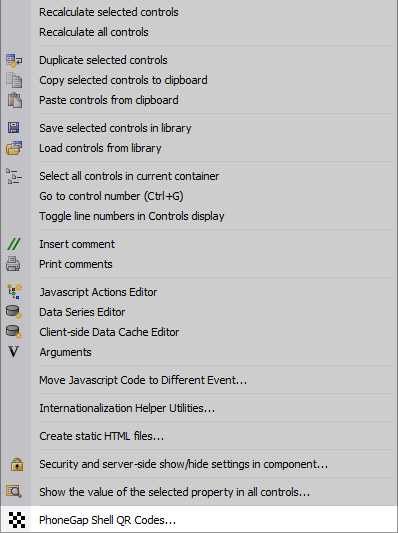 Recalculate selected controls
Recalculate all controls
Duplicate selected controls
Copy selected controls to clipboard
Paste controls from clipboard
Save selected controls in library
Load controls from library
Select all controls in current container
Go to control number (Ctrl+G)
Toggle line numbers in Controls display
Insert comment
Print comments
Javascript Actions Editor
Data Series Editor
Client-side Data Cache Editor
V Arguments
Move Javascript Code to Different Event...
Internationalization Helper Utilities...
Create static HTML files...
Security and server-side show/hide settings in component...
Show the value of the selected property in all controls...
PhoneGap Shell QR Codes...